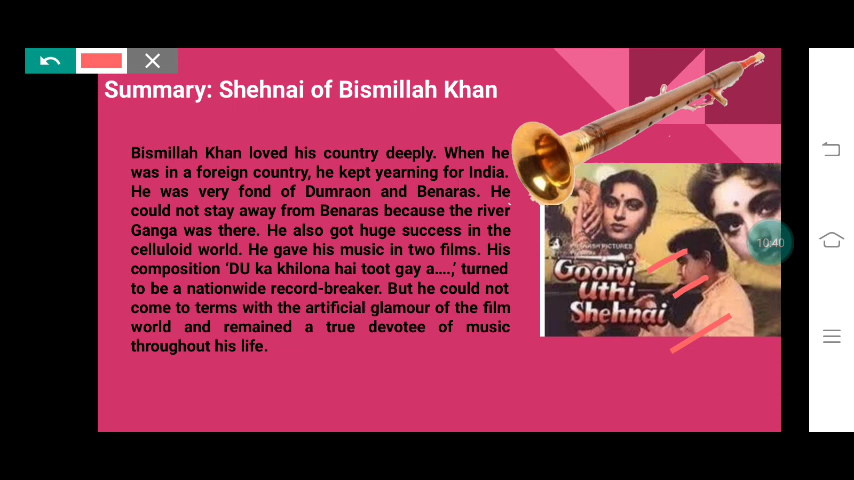 Summary: Shehnai of Bismillah Khan
Bismillah Khan loved his country deeply. When he
was in a foreign country, he kept yearning for India.
He was very fond of Dumraon and Benaras. He
could not stay away from Benaras because the river
Ganga was there. He also got huge success in the
celluloid world. He gave his music in two films. His
composition ‘DU ka khilona hai toot gay a....,’ turned
to be a nationwide record-breaker. But he could not
come to terms with the artificial glamour of the film
world and remained a true devotee of music
throughout his life.
PRAKASH PICTURES
Goonj
Uthi
Shehnai
10:40